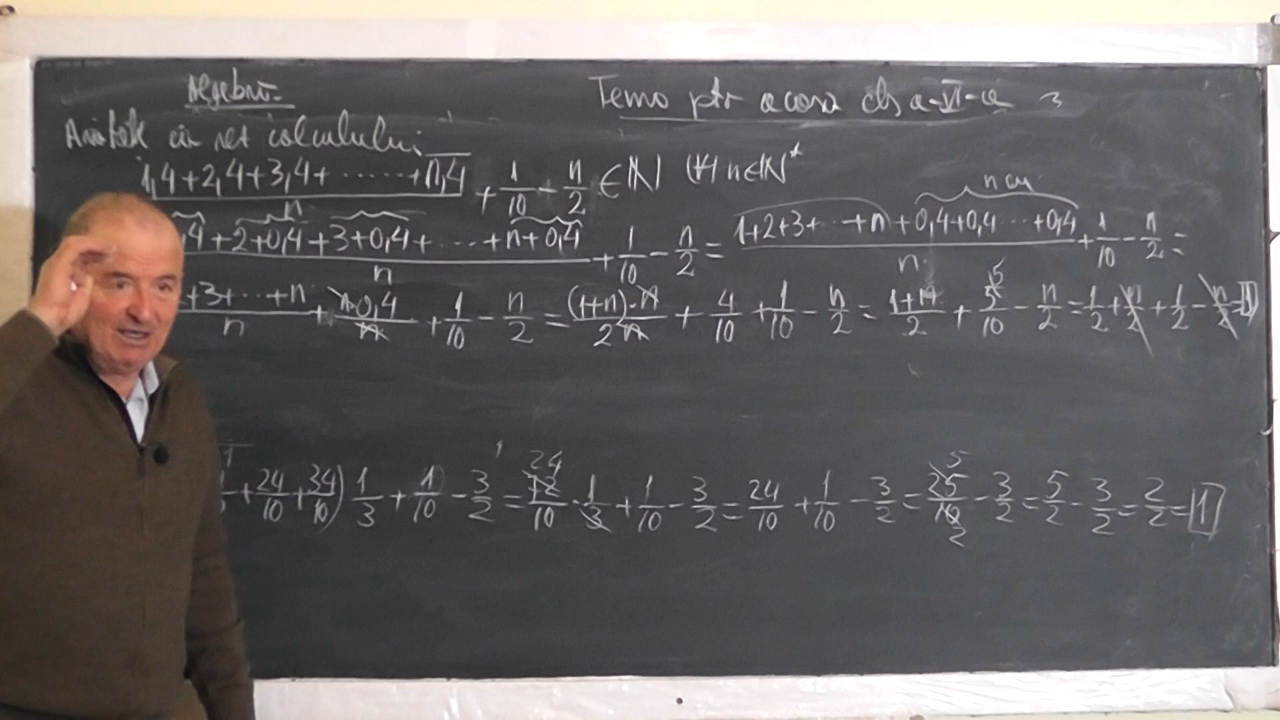 Algebră
Temă ptr acasă cls a-VI-a
Arătăți că rez calculului:
1,4+2,4+3,4+ ...... +n,4 / n + 1/10 - n/2 ∈ ℕ (∀) n∈ℕ*
n ori
,4+2+0,4+3+0,4+ ... +n+0,4 / n + 1/10 - n/2 = 1+2+3+ ... +n+0,4+0,4 ... +0,4 / n + 1/10 - n/2 =
+3+ ... +n / n + n·0,4 / n + 1/10 - n/2 = (1+n)·n / 2n + 4/10 + 1/10 - n/2 = 1+n / 2 + 5/10 - n/2 = 1/2 + n/2 + 1/2 - n/2 = 1
+ 24/10 + 34/10) 1/3 + 1/10 - 3/2 = 72/10 · 1/3 + 1/10 - 3/2 = 24/10 + 1/10 - 3/2 = 25/10 - 3/2 = 5/2 - 3/2 = 2/2 = 1